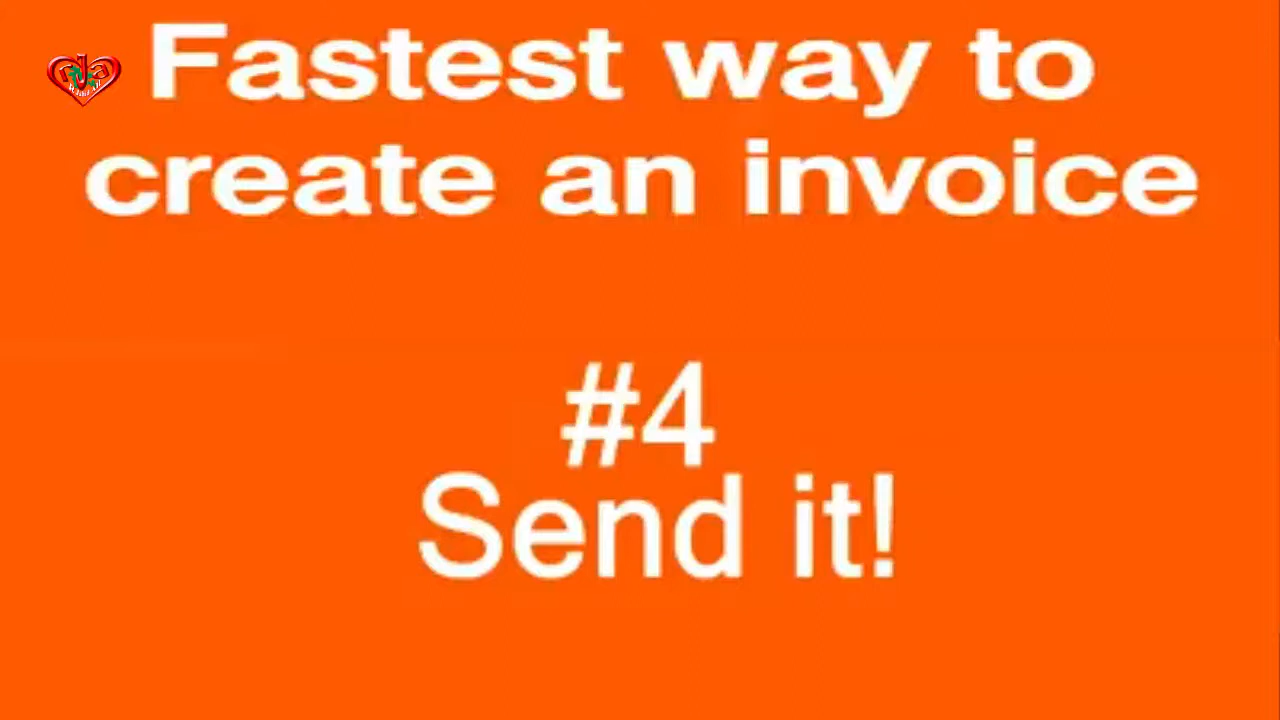 Fastest way to
create an invoice
#4
Send it!